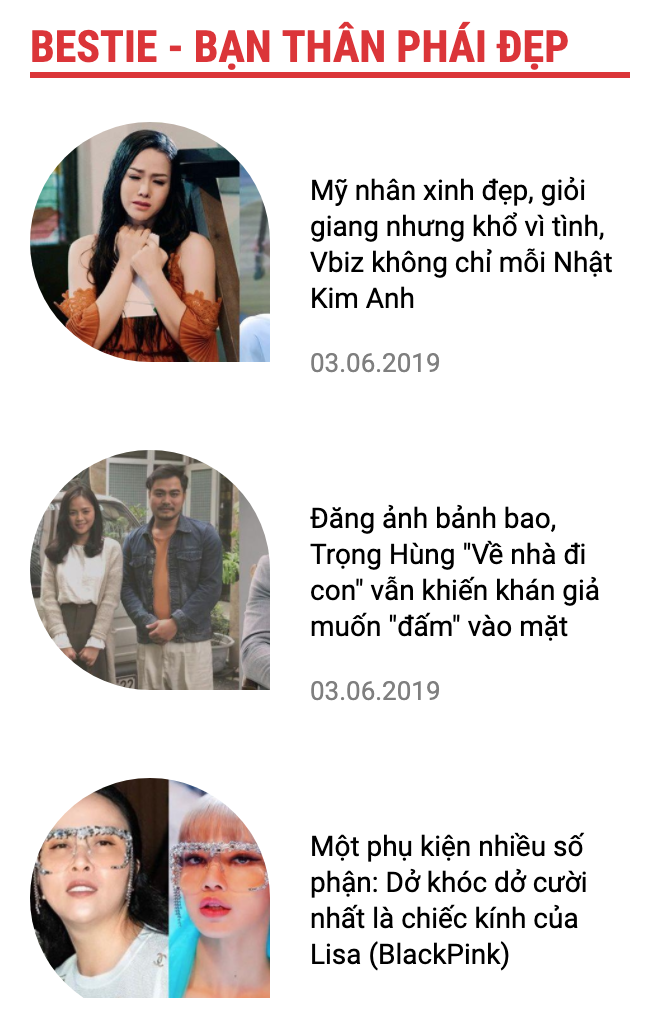 BESTIE - BẠN THÂN PHÁI ĐẸP
Mỹ nhân xinh đẹp, giỏi
giang nhưng khổ vì tình,
Vbiz không chỉ mỗi Nhật
Kim Anh
03.06.2019
Đăng ảnh bảnh bao,
Trọng Hùng "Về nhà đi
con" vẫn khiến khán giả
muốn "đấm" vào mặt
03.06.2019
Một phụ kiện nhiều số
phận: Dở khóc dở cười
nhất là chiếc kính của
Lisa (BlackPink)